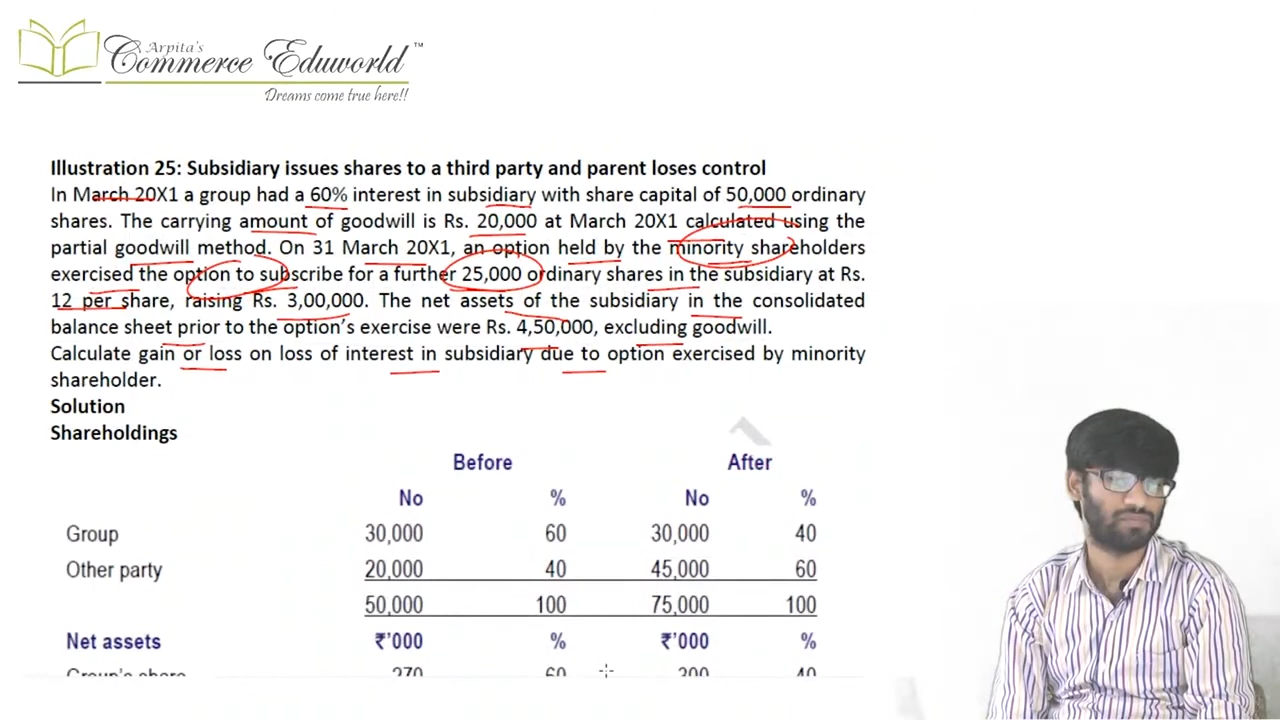 Arpita's
Commerce Eduworld™
Dreams come true here!!
Illustration 25: Subsidiary issues shares to a third party and parent loses control
In March 20X1 a group had a 60% interest in subsidiary with share capital of 50,000 ordinary
shares. The carrying amount of goodwill is Rs. 20,000 at March 20X1 calculated using the
partial goodwill method. On 31 March 20X1, an option held by the minority shareholders
exercised the option to subscribe for a further 25,000 ordinary shares in the subsidiary at Rs.
12 per share, raising Rs. 3,00,000. The net assets of the subsidiary in the consolidated
balance sheet prior to the option's exercise were Rs. 4,50,000, excluding goodwill.
Calculate gain or loss on loss of interest in subsidiary due to option exercised by minority
shareholder.
Solution
Shareholdings
Before After
No % No %
Group 30,000 60 30,000 40
Other party 20,000 40 45,000 60
50,000 100 75,000 100
Net assets ₹'000 % ₹'000 %
Group's share 270 60 300 40